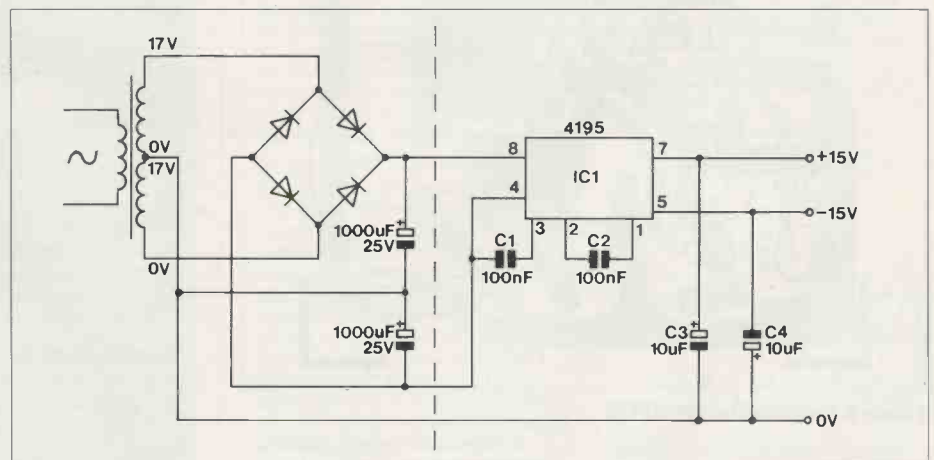 17V
0V
17V
0V
1000uF
25V
+
1000uF
25V
+
4195
IC1
8
4
3
2
1
7
5
C1
100nF
C2
100nF
+
C3
10uF
C4
10uF
+
+15V
-15V
0V